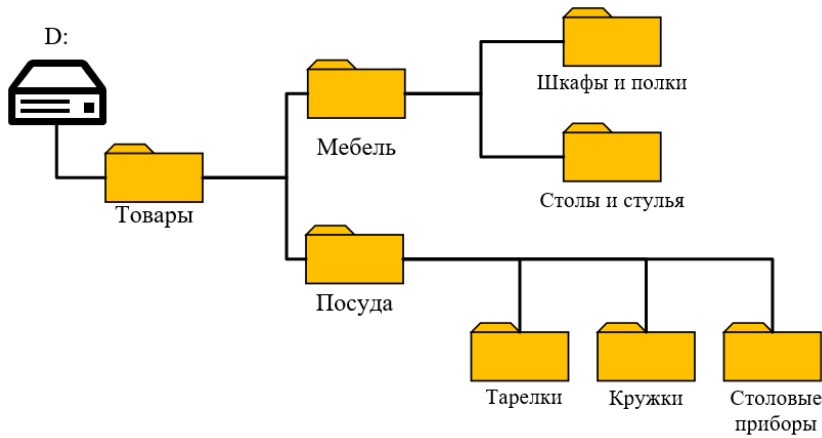 D:
Шкафы и полки
Мебель
Столы и стулья
Товары
Посуда
Тарелки
Кружки
Столовые
приборы